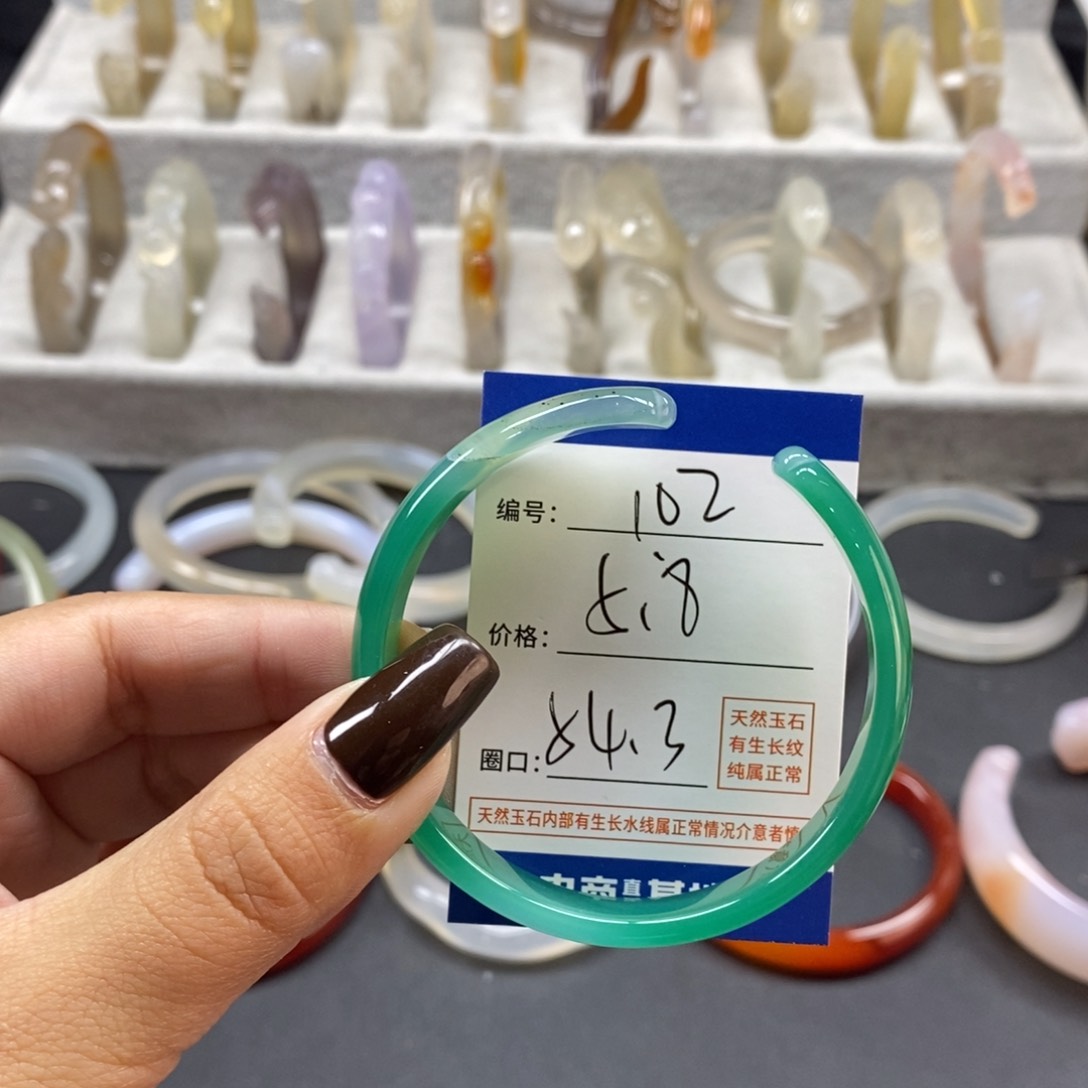 编号： 102
价格：
圈口： 84.3
天然玉石
有生长纹
纯属正常
天然玉石内部有生长水线属正常情况介意者慎